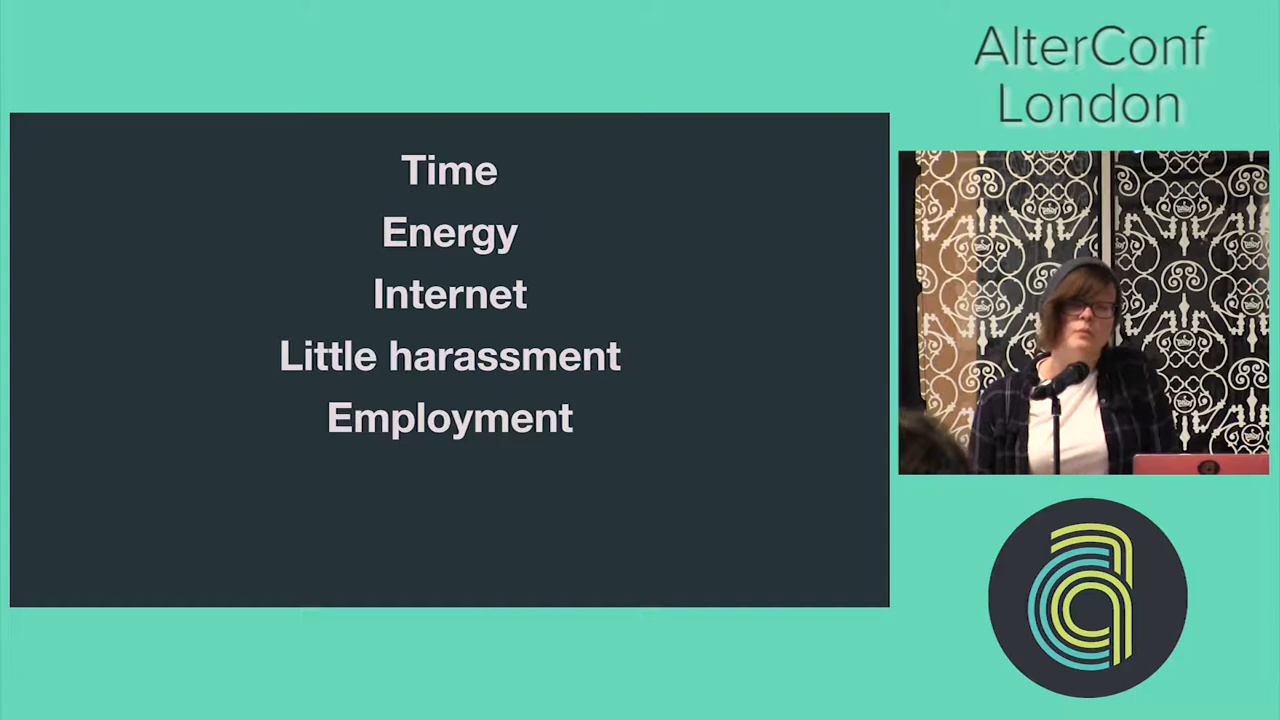 AlterConf
London
Time
Energy
Internet
Little harassment
Employment